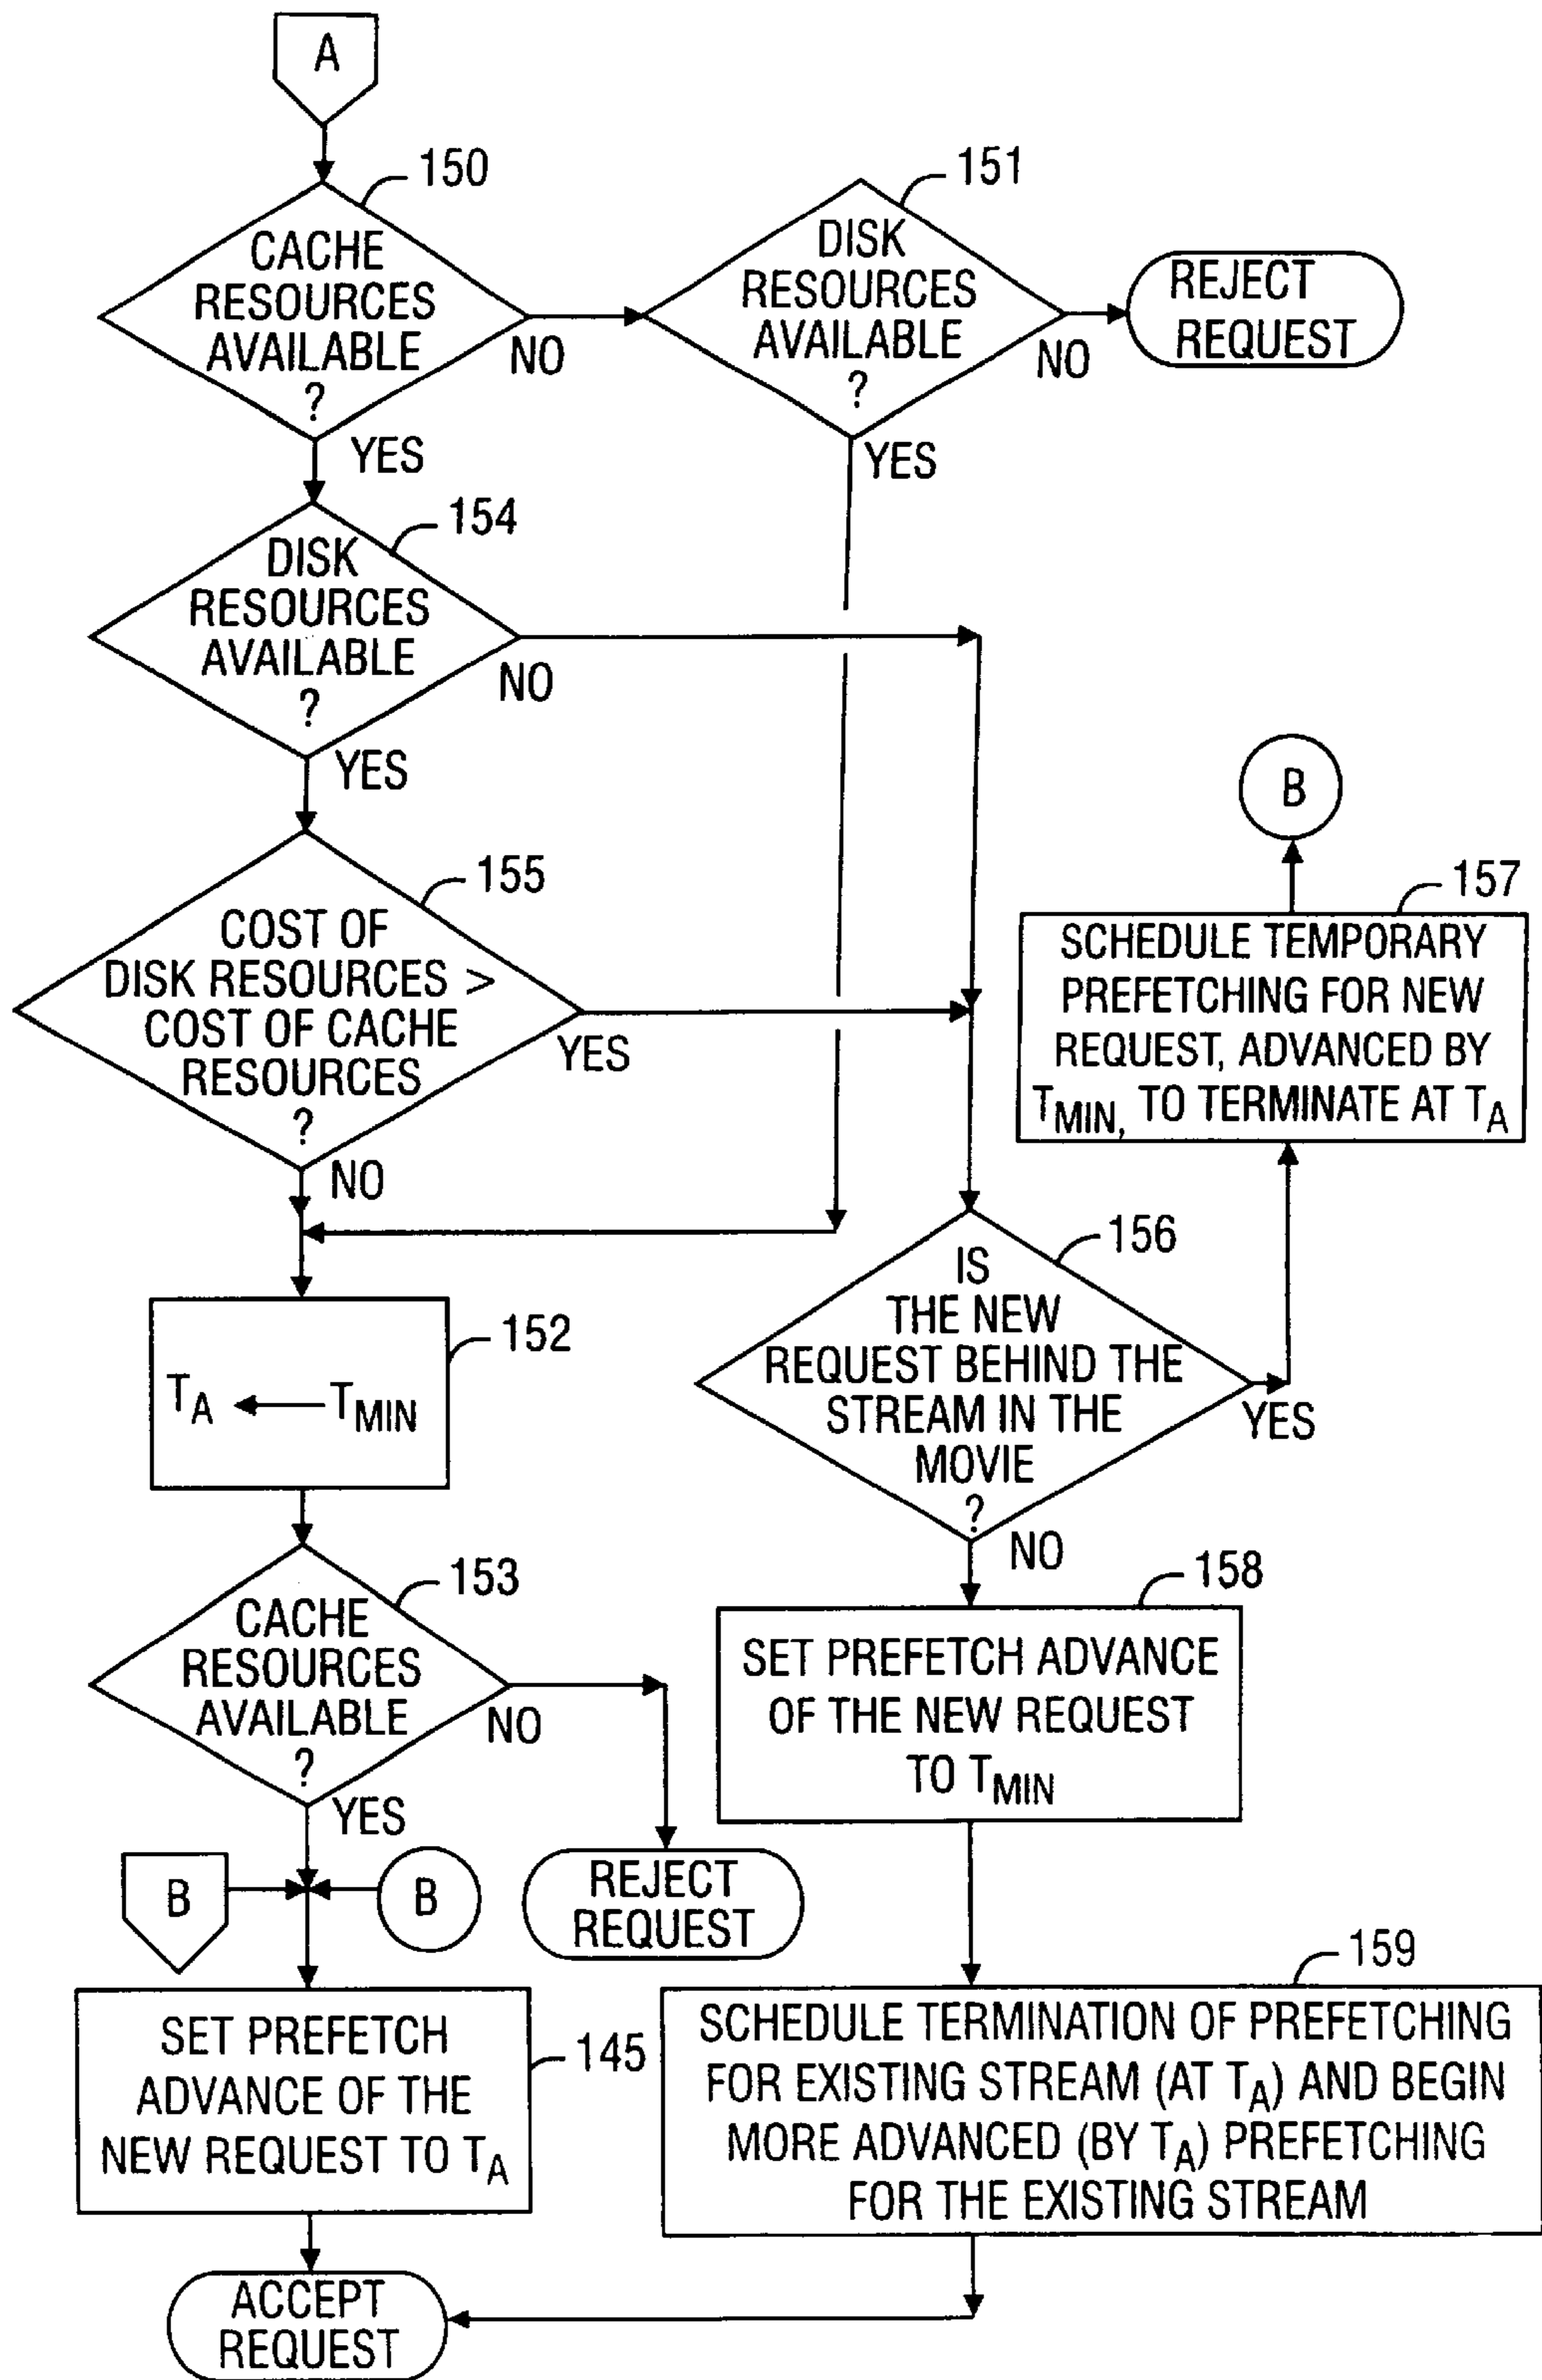 A
150
CACHE
RESOURCES
AVAILABLE
?
NO
YES
151
DISK
RESOURCES
AVAILABLE
?
NO
YES
REJECT
REQUEST
154
DISK
RESOURCES
AVAILABLE
?
NO
YES
155
COST OF
DISK RESOURCES >
COST OF CACHE
RESOURCES
?
YES
NO
B
157
SCHEDULE TEMPORARY
PREFETCHING FOR NEW
REQUEST, ADVANCED BY
TMIN, TO TERMINATE AT TA
156
IS
THE NEW
REQUEST BEHIND THE
STREAM IN THE
MOVIE
?
YES
NO
152
TA ← TMIN
153
CACHE
RESOURCES
AVAILABLE
?
NO
YES
REJECT
REQUEST
158
SET PREFETCH ADVANCE
OF THE NEW REQUEST
TO TMIN
B
B
145
SET PREFETCH
ADVANCE OF THE
NEW REQUEST TO TA
159
SCHEDULE TERMINATION OF PREFETCHING
FOR EXISTING STREAM (AT TA) AND BEGIN
MORE ADVANCED (BY TA) PREFETCHING
FOR THE EXISTING STREAM
ACCEPT
REQUEST